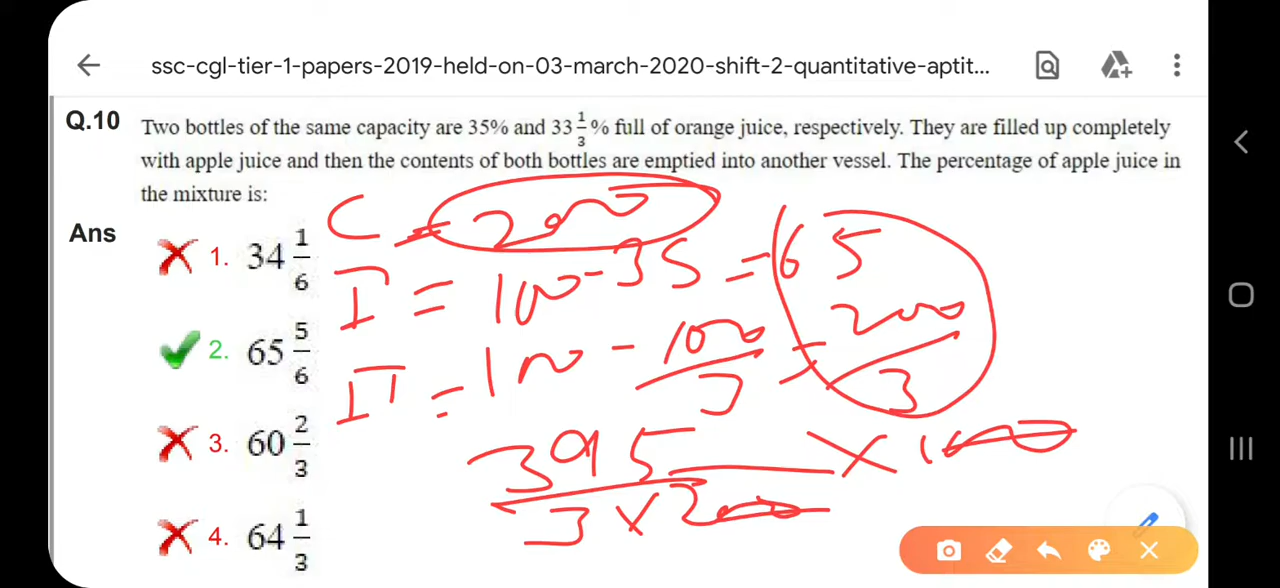 ssc-cgl-tier-1-papers-2019-held-on-03-march-2020-shift-2-quantitative-aptit...
Q.10 Two bottles of the same capacity are 35% and 33 1/3 % full of orange juice, respectively. They are filled up completely
with apple juice and then the contents of both bottles are emptied into another vessel. The percentage of apple juice in
the mixture is:
Ans
1. 34 1/6
2. 65 5/6
3. 60 2/3
4. 64 1/3
C = 200
I = 100 - 35 = 65
II = 100 - 100/3 = 200/3
395/3 × 200 × 100